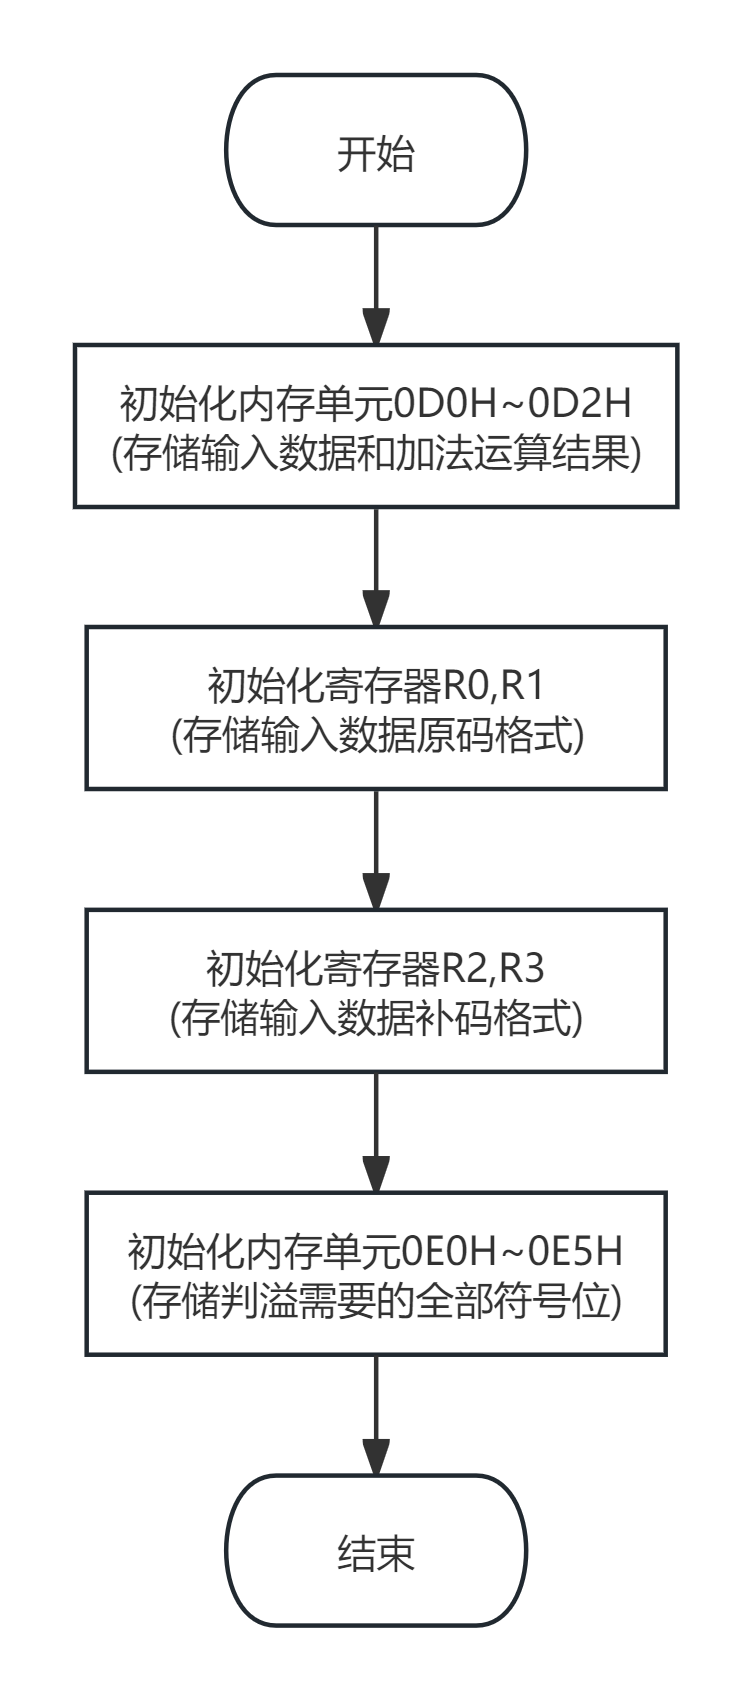 开始
初始化内存单元0D0H~0D2H
(存储输入数据和加法运算结果)
初始化寄存器R0,R1
(存储输入数据原码格式)
初始化寄存器R2,R3
(存储输入数据补码格式)
初始化内存单元0E0H~0E5H
(存储判溢需要的全部符号位)
结束